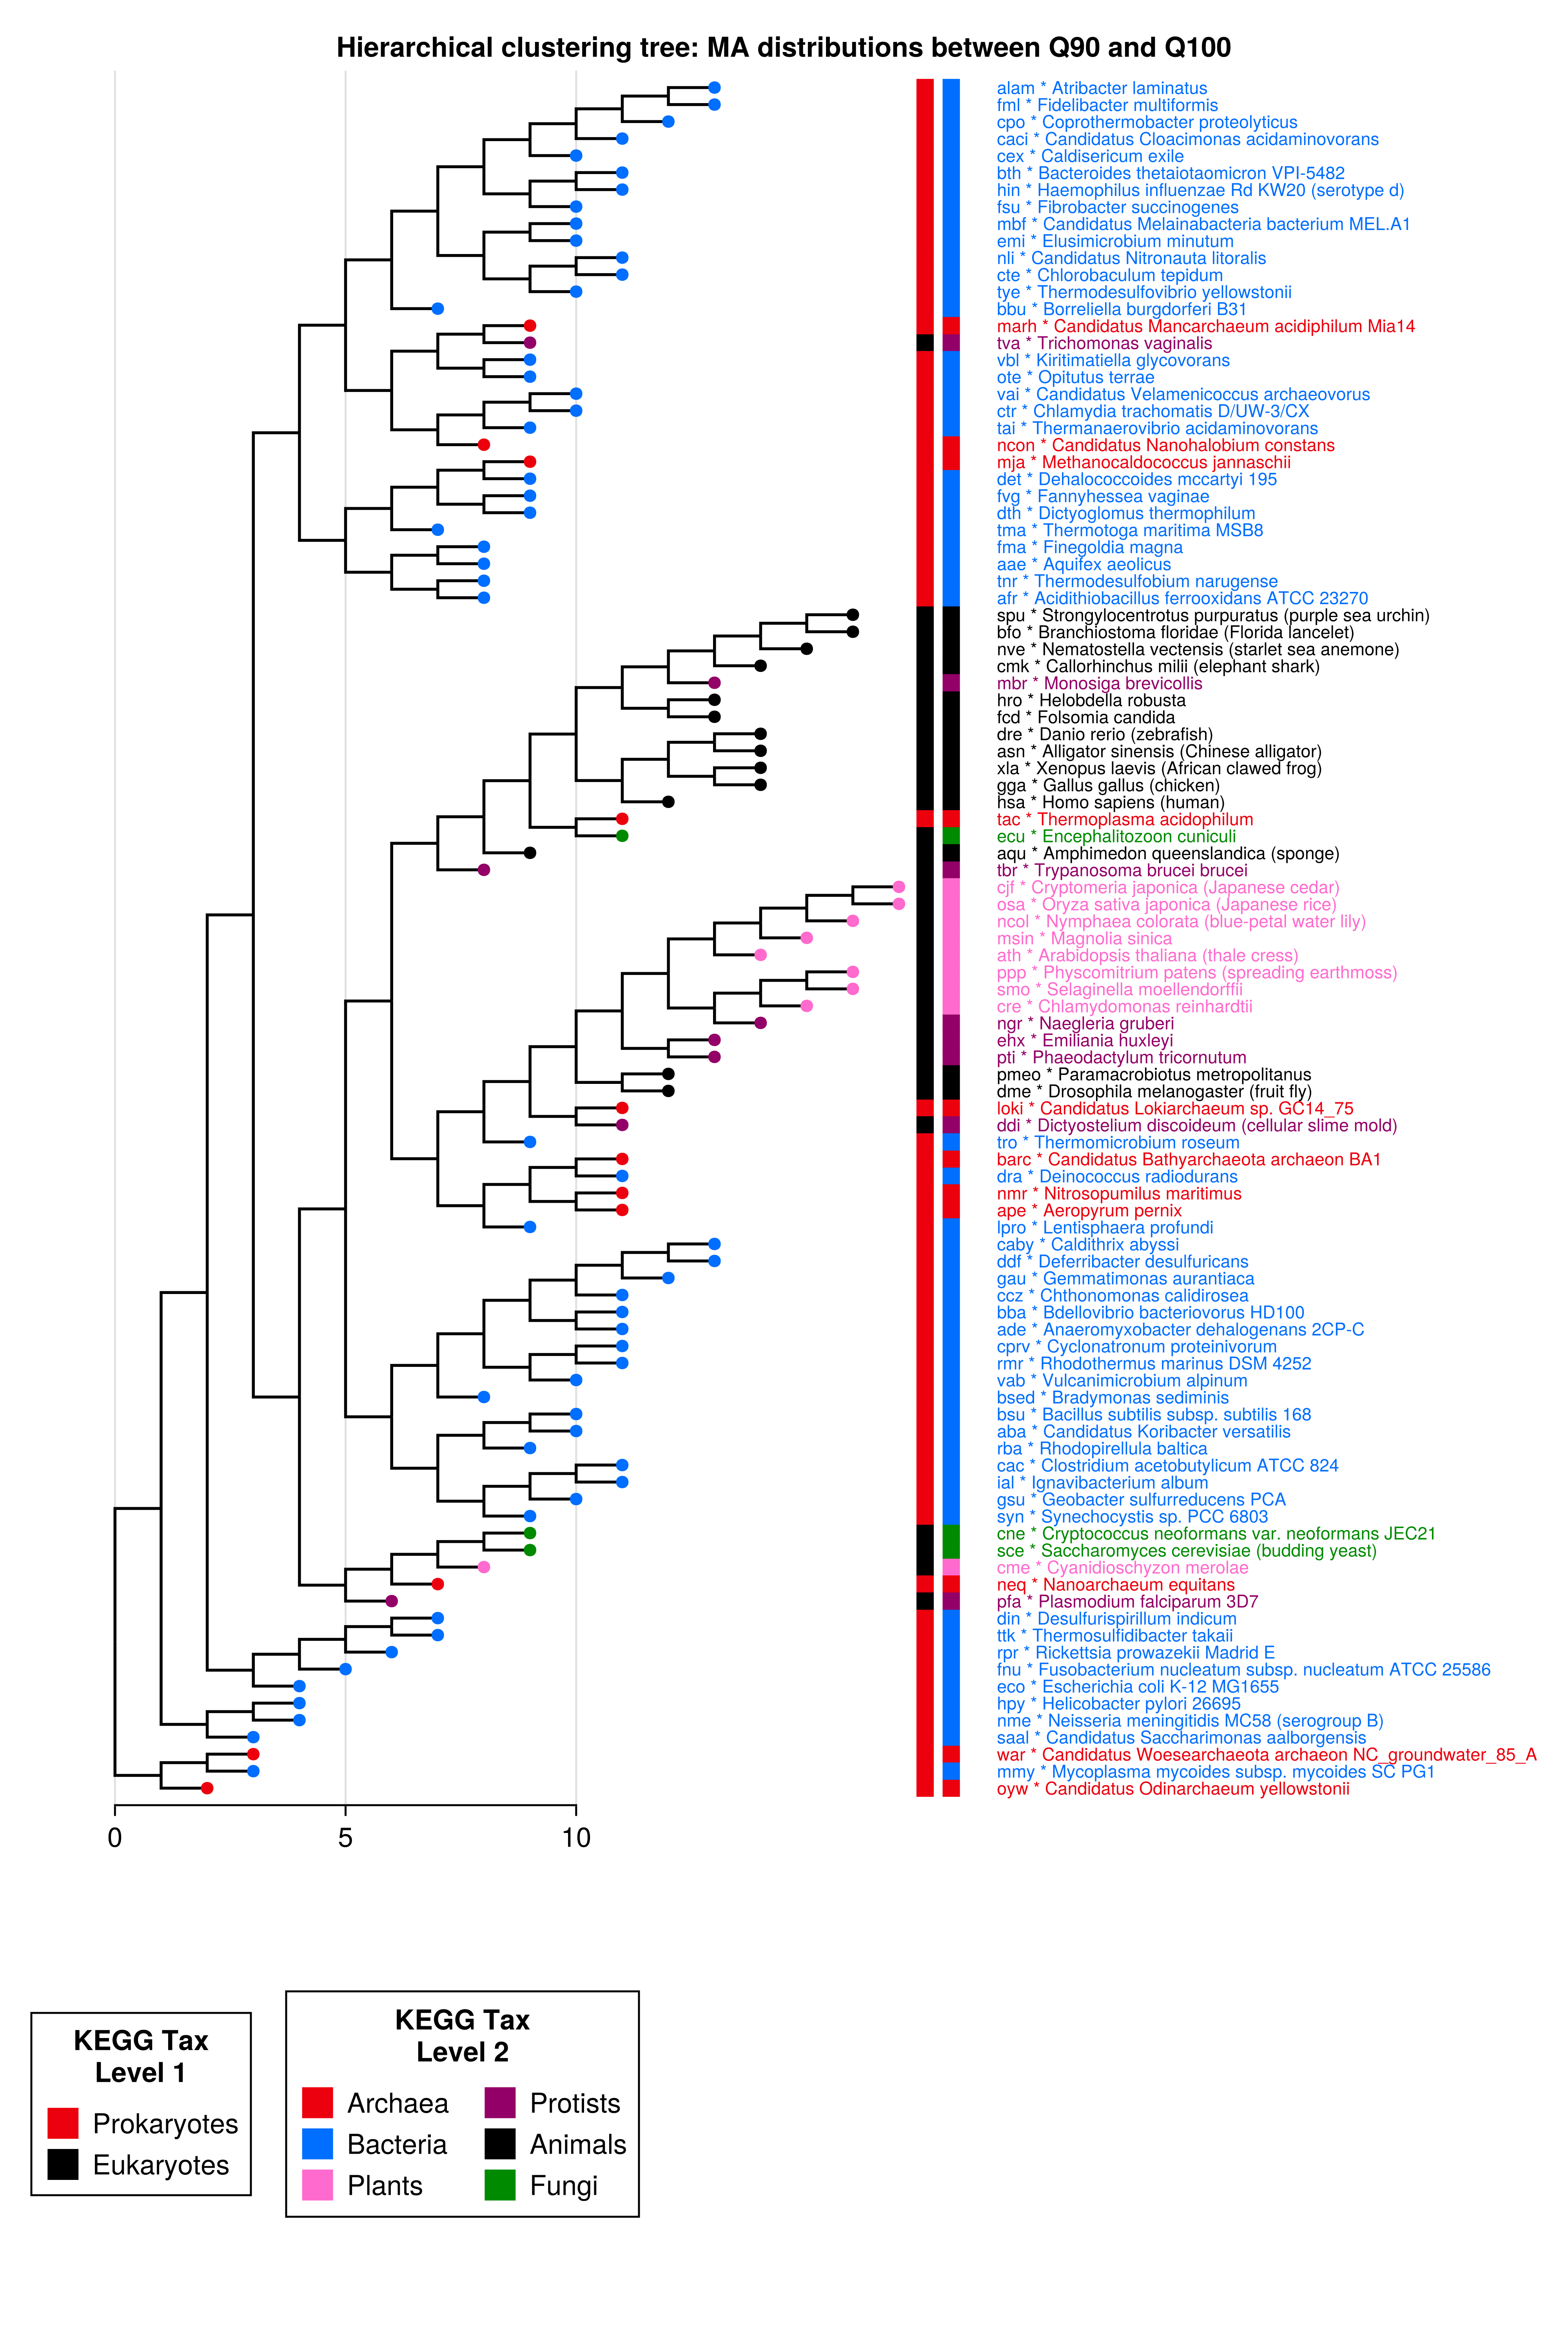 Hierarchical clustering tree: MA distributions between Q90 and Q100
alam * Atribacter laminatus
fml * Fidelibacter multiformis
cpo * Coprothermobacter proteolyticus
caci * Candidatus Cloacimonas acidaminovorans
cex * Caldisericum exile
bth * Bacteroides thetaiotaomicron VPI-5482
hin * Haemophilus influenzae Rd KW20 (serotype d)
fsu * Fibrobacter succinogenes
mbf * Candidatus Melainabacteria bacterium MEL.A1
emi * Elusimicrobium minutum
nli * Candidatus Nitronauta litoralis
cte * Chlorobaculum tepidum
tye * Thermodesulfovibrio yellowstonii
bbu * Borreliella burgdorferi B31
marh * Candidatus Mancarchaeum acidiphilum Mia14
tva * Trichomonas vaginalis
vbl * Kiritimatiella glycovorans
ote * Opitutus terrae
vai * Candidatus Velamenicoccus archaeovorus
ctr * Chlamydia trachomatis D/UW-3/CX
tai * Thermanaerovibrio acidaminovorans
ncon * Candidatus Nanohalobium constans
mja * Methanocaldococcus jannaschii
det * Dehalococcoides mccartyi 195
fvg * Fannyhessea vaginae
dth * Dictyoglomus thermophilum
tma * Thermotoga maritima MSB8
fma * Finegoldia magna
aae * Aquifex aeolicus
tnr * Thermodesulfobium narugense
afr * Acidithiobacillus ferrooxidans ATCC 23270
spu * Strongylocentrotus purpuratus (purple sea urchin)
bfo * Branchiostoma floridae (Florida lancelet)
nve * Nematostella vectensis (starlet sea anemone)
cmk * Callorhinchus milii (elephant shark)
mbr * Monosiga brevicollis
hro * Helobdella robusta
fcd * Folsomia candida
dre * Danio rerio (zebrafish)
asn * Alligator sinensis (Chinese alligator)
xla * Xenopus laevis (African clawed frog)
gga * Gallus gallus (chicken)
hsa * Homo sapiens (human)
tac * Thermoplasma acidophilum
ecu * Encephalitozoon cuniculi
aqu * Amphimedon queenslandica (sponge)
tbr * Trypanosoma brucei brucei
cjf * Cryptomeria japonica (Japanese cedar)
osa * Oryza sativa japonica (Japanese rice)
ncol * Nymphaea colorata (blue-petal water lily)
msin * Magnolia sinica
ath * Arabidopsis thaliana (thale cress)
ppp * Physcomitrium patens (spreading earthmoss)
smo * Selaginella moellendorffii
cre * Chlamydomonas reinhardtii
ngr * Naegleria gruberi
ehx * Emiliania huxleyi
pti * Phaeodactylum tricornutum
pmeo * Paramacrobiotus metropolitanus
dme * Drosophila melanogaster (fruit fly)
loki * Candidatus Lokiarchaeum sp. GC14_75
ddi * Dictyostelium discoideum (cellular slime mold)
tro * Thermomicrobium roseum
barc * Candidatus Bathyarchaeota archaeon BA1
dra * Deinococcus radiodurans
nmr * Nitrosopumilus maritimus
ape * Aeropyrum pernix
lpro * Lentisphaera profundi
caby * Caldithrix abyssi
ddf * Deferribacter desulfuricans
gau * Gemmatimonas aurantiaca
ccz * Chthonomonas calidirosea
bba * Bdellovibrio bacteriovorus HD100
ade * Anaeromyxobacter dehalogenans 2CP-C
cprv * Cyclonatronum proteinivorum
rmr * Rhodothermus marinus DSM 4252
vab * Vulcanimicrobium alpinum
bsed * Bradymonas sediminis
bsu * Bacillus subtilis subsp. subtilis 168
aba * Candidatus Koribacter versatilis
rba * Rhodopirellula baltica
cac * Clostridium acetobutylicum ATCC 824
ial * Ignavibacterium album
gsu * Geobacter sulfurreducens PCA
syn * Synechocystis sp. PCC 6803
cne * Cryptococcus neoformans var. neoformans JEC21
sce * Saccharomyces cerevisiae (budding yeast)
cme * Cyanidioschyzon merolae
neq * Nanoarchaeum equitans
pfa * Plasmodium falciparum 3D7
din * Desulfurispirillum indicum
ttk * Thermosulfidibacter takaii
rpr * Rickettsia prowazekii Madrid E
fnu * Fusobacterium nucleatum subsp. nucleatum ATCC 25586
eco * Escherichia coli K-12 MG1655
hpy * Helicobacter pylori 26695
nme * Neisseria meningitidis MC58 (serogroup B)
saal * Candidatus Saccharimonas aalborgensis
war * Candidatus Woesearchaeota archaeon NC_groundwater_85_A
mmy * Mycoplasma mycoides subsp. mycoides SC PG1
oyw * Candidatus Odinarchaeum yellowstonii
0 5 10
KEGG Tax
Level 1
Prokaryotes
Eukaryotes
KEGG Tax
Level 2
Archaea
Bacteria
Plants
Protists
Animals
Fungi